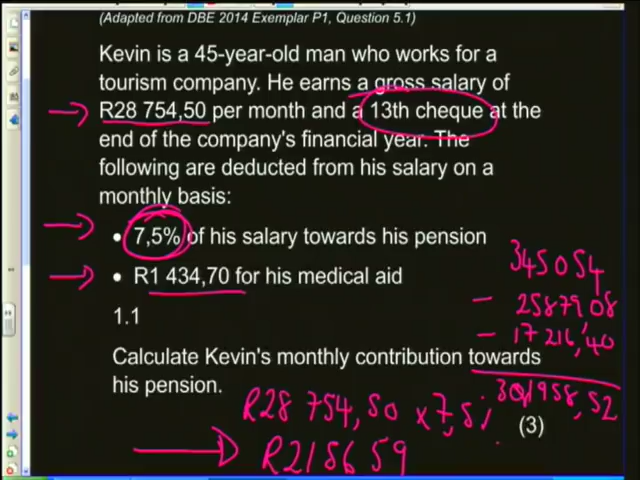 (Adapted from DBE 2014 Exemplar P1, Question 5.1)
Kevin is a 45-year-old man who works for a
tourism company. He earns a gross salary of
R28 754,50 per month and a 13th cheque at the
end of the company's financial year. The
following are deducted from his salary on a
monthly basis:
• 7,5% of his salary towards his pension
• R1 434,70 for his medical aid
345054
- 2587908
- 17216,40
301958,52
1.1
Calculate Kevin's monthly contribution towards
his pension.
(3)
R28 754,50 x 7,5%
R218659